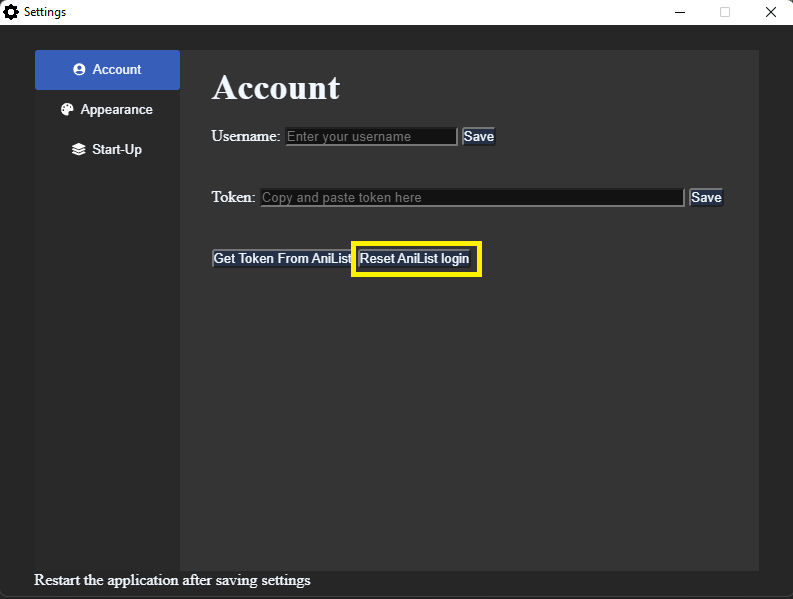 Settings
Account
Appearance
Start-Up
Account
Username: Enter your username Save
Token: Copy and paste token here Save
Get Token From AniList Reset AniList login
Restart the application after saving settings